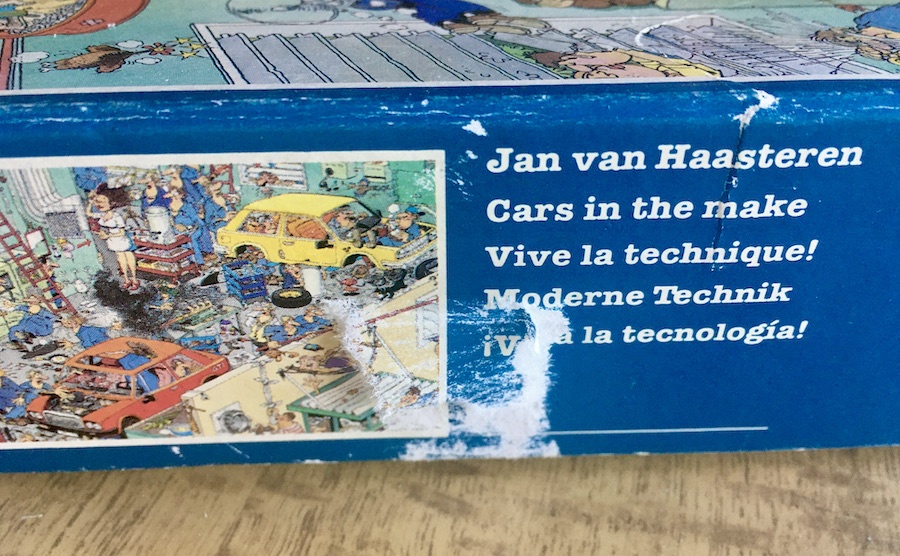 Jan van Haasteren
Cars in the make
Vive la technique!
Moderne Technik
la tecnología!